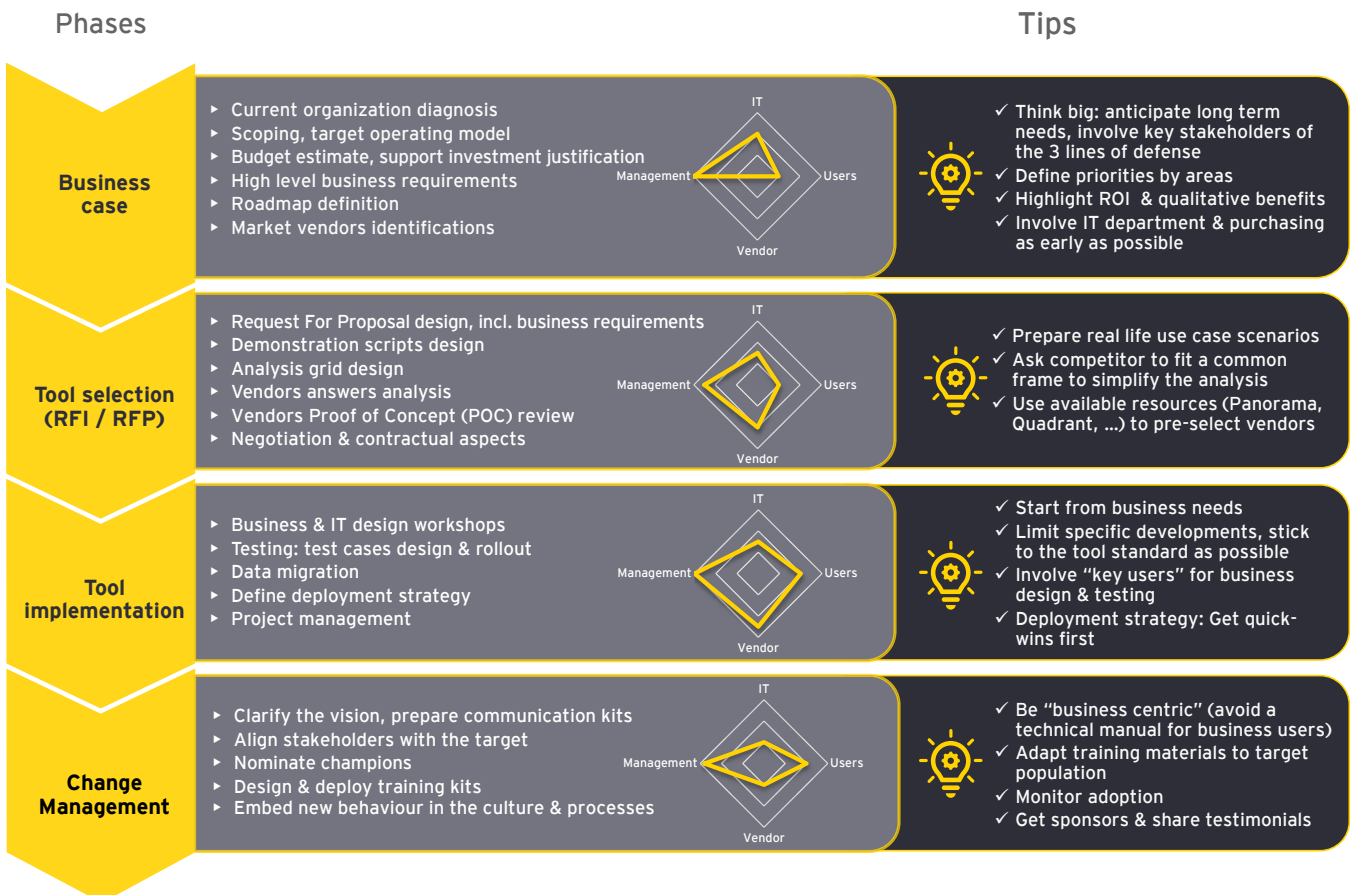 Phases
Tips
Business
case
▸ Current organization diagnosis
▸ Scoping, target operating model
▸ Budget estimate, support investment justification
▸ High level business requirements
▸ Roadmap definition
▸ Market vendors identifications
IT
Management
Users
Vendor
✓ Think big: anticipate long term
needs, involve key stakeholders of
the 3 lines of defense
✓ Define priorities by areas
✓ Highlight ROI & qualitative benefits
✓ Involve IT department & purchasing
as early as possible
Tool selection
(RFI / RFP)
▸ Request For Proposal design, incl. business requirements
▸ Demonstration scripts design
▸ Analysis grid design
▸ Vendors answers analysis
▸ Vendors Proof of Concept (POC) review
▸ Negotiation & contractual aspects
IT
Management
Users
Vendor
✓ Prepare real life use case scenarios
✓ Ask competitor to fit a common
frame to simplify the analysis
✓ Use available resources (Panorama,
Quadrant, ...) to pre-select vendors
Tool
implementation
▸ Business & IT design workshops
▸ Testing: test cases design & rollout
▸ Data migration
▸ Define deployment strategy
▸ Project management
IT
Management
Users
Vendor
✓ Start from business needs
✓ Limit specific developments, stick
to the tool standard as possible
✓ Involve “key users” for business
design & testing
✓ Deployment strategy: Get quick-
wins first
Change
Management
▸ Clarify the vision, prepare communication kits
▸ Align stakeholders with the target
▸ Nominate champions
▸ Design & deploy training kits
▸ Embed new behaviour in the culture & processes
IT
Management
Users
Vendor
✓ Be “business centric” (avoid a
technical manual for business users)
✓ Adapt training materials to target
population
✓ Monitor adoption
✓ Get sponsors & share testimonials